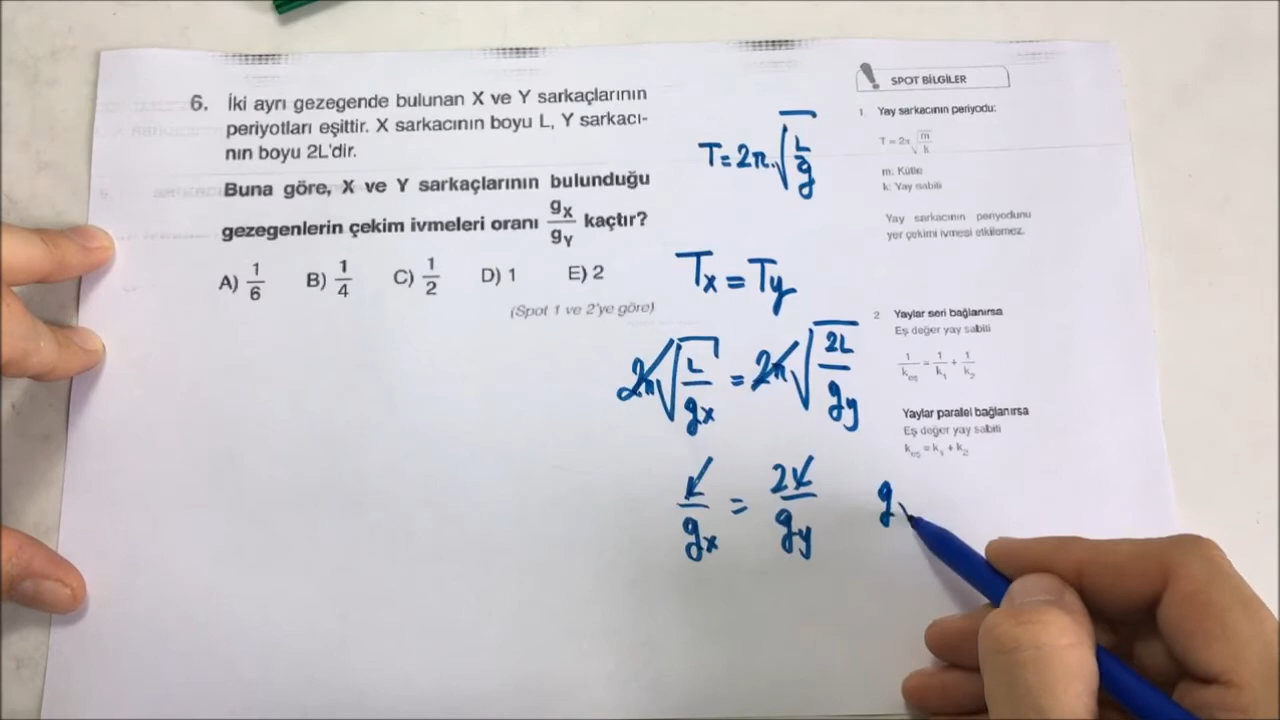 6. İki ayrı gezegende bulunan X ve Y sarkaçlarının
periyotları eşittir. X sarkacının boyu L, Y sarkacı-
nın boyu 2L'dir.
Buna göre, X ve Y sarkaçlarının bulunduğu
gezegenlerin çekim ivmeleri oranı gX/gY kaçtır?
A) 1/6 B) 1/4 C) 1/2 D) 1 E) 2
(Spot 1 ve 2'ye göre)
T = 2π.√(L/g)
Tx = Ty
2π√(L/gx) = 2π√(2L/gy)
L/gx = 2L/gy
g
! SPOT BİLGİLER
1. Yay sarkacının periyodu:
T = 2π√(m/k)
m: Kütle
k: Yay sabiti
Yay sarkacının periyodunu
yer çekimi ivmesi etkilemez.
2 Yaylar seri bağlanırsa
Eş değer yay sabiti
1/keş = 1/k1 + 1/k2
Yaylar paralel bağlanırsa
Eş değer yay sabiti
keş = k1 + k2